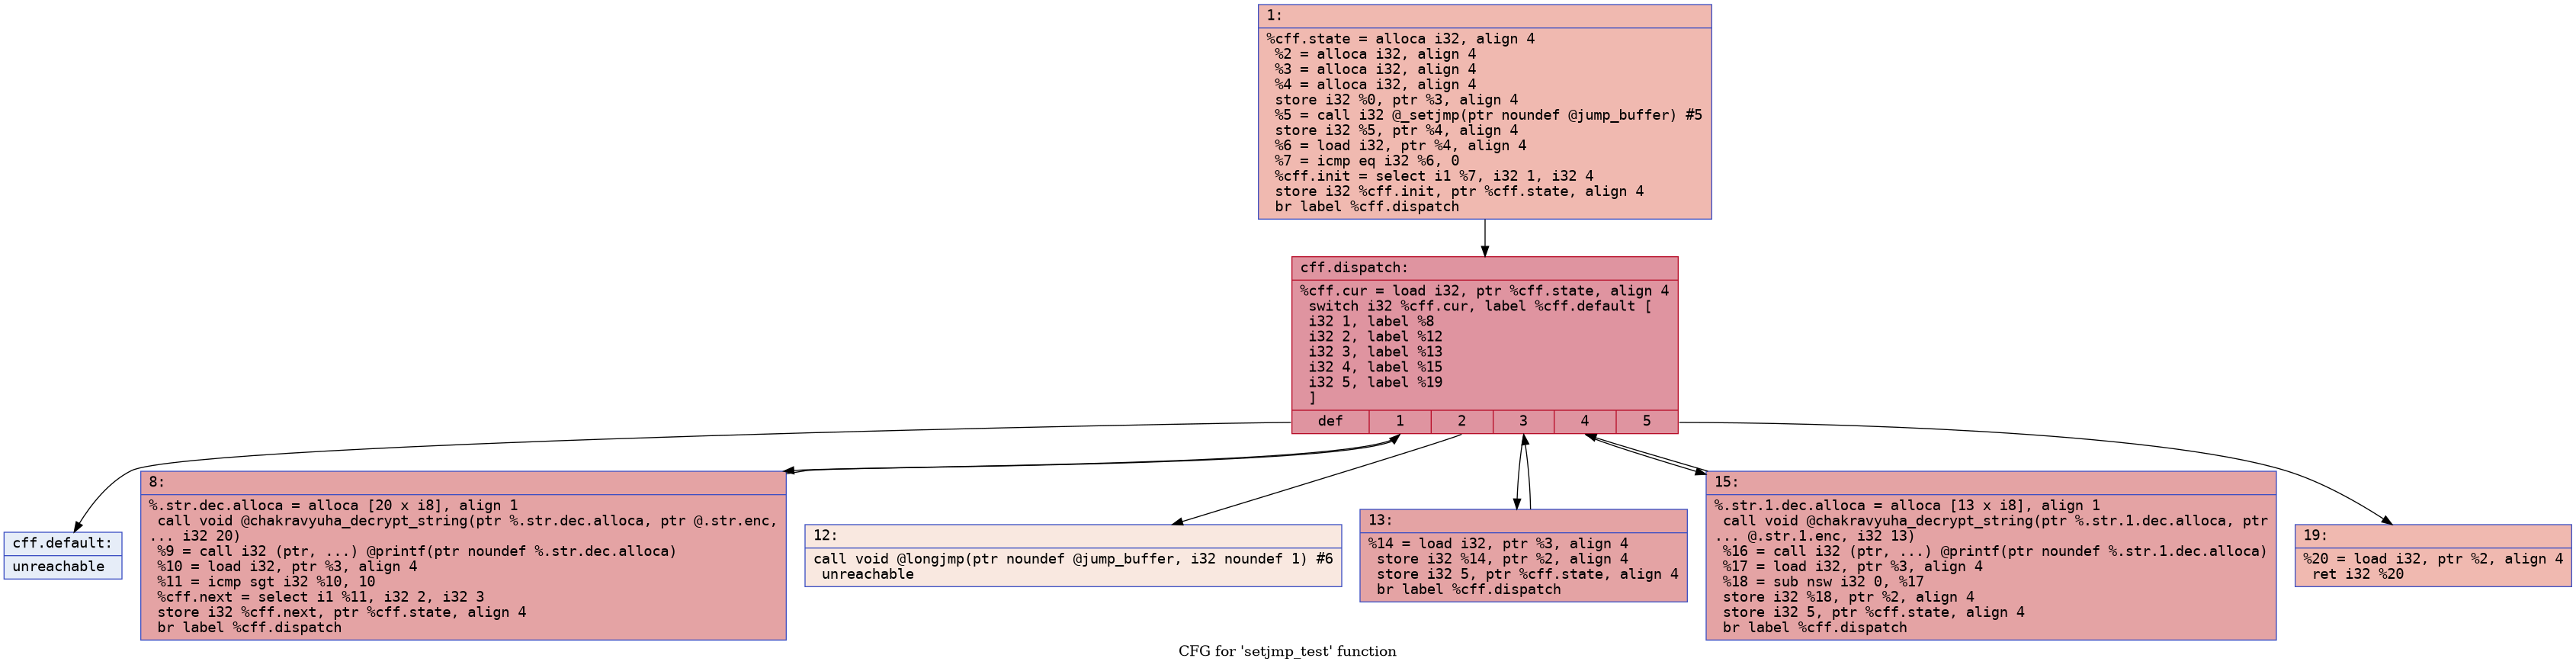 1:
%cff.state = alloca i32, align 4
%2 = alloca i32, align 4
%3 = alloca i32, align 4
%4 = alloca i32, align 4
store i32 %0, ptr %3, align 4
%5 = call i32 @_setjmp(ptr noundef @jump_buffer) #5
store i32 %5, ptr %4, align 4
%6 = load i32, ptr %4, align 4
%7 = icmp eq i32 %6, 0
%cff.init = select i1 %7, i32 1, i32 4
store i32 %cff.init, ptr %cff.state, align 4
br label %cff.dispatch
cff.dispatch:
%cff.cur = load i32, ptr %cff.state, align 4
switch i32 %cff.cur, label %cff.default [
i32 1, label %8
i32 2, label %12
i32 3, label %13
i32 4, label %15
i32 5, label %19
]
def 1 2 3 4 5
cff.default:
unreachable
8:
%.str.dec.alloca = alloca [20 x i8], align 1
call void @chakravyuha_decrypt_string(ptr %.str.dec.alloca, ptr @.str.enc,
... i32 20)
%9 = call i32 (ptr, ...) @printf(ptr noundef %.str.dec.alloca)
%10 = load i32, ptr %3, align 4
%11 = icmp sgt i32 %10, 10
%cff.next = select i1 %11, i32 2, i32 3
store i32 %cff.next, ptr %cff.state, align 4
br label %cff.dispatch
12:
call void @longjmp(ptr noundef @jump_buffer, i32 noundef 1) #6
unreachable
13:
%14 = load i32, ptr %3, align 4
store i32 %14, ptr %2, align 4
store i32 5, ptr %cff.state, align 4
br label %cff.dispatch
15:
%.str.1.dec.alloca = alloca [13 x i8], align 1
call void @chakravyuha_decrypt_string(ptr %.str.1.dec.alloca, ptr
... @.str.1.enc, i32 13)
%16 = call i32 (ptr, ...) @printf(ptr noundef %.str.1.dec.alloca)
%17 = load i32, ptr %3, align 4
%18 = sub nsw i32 0, %17
store i32 %18, ptr %2, align 4
store i32 5, ptr %cff.state, align 4
br label %cff.dispatch
19:
%20 = load i32, ptr %2, align 4
ret i32 %20
CFG for 'setjmp_test' function